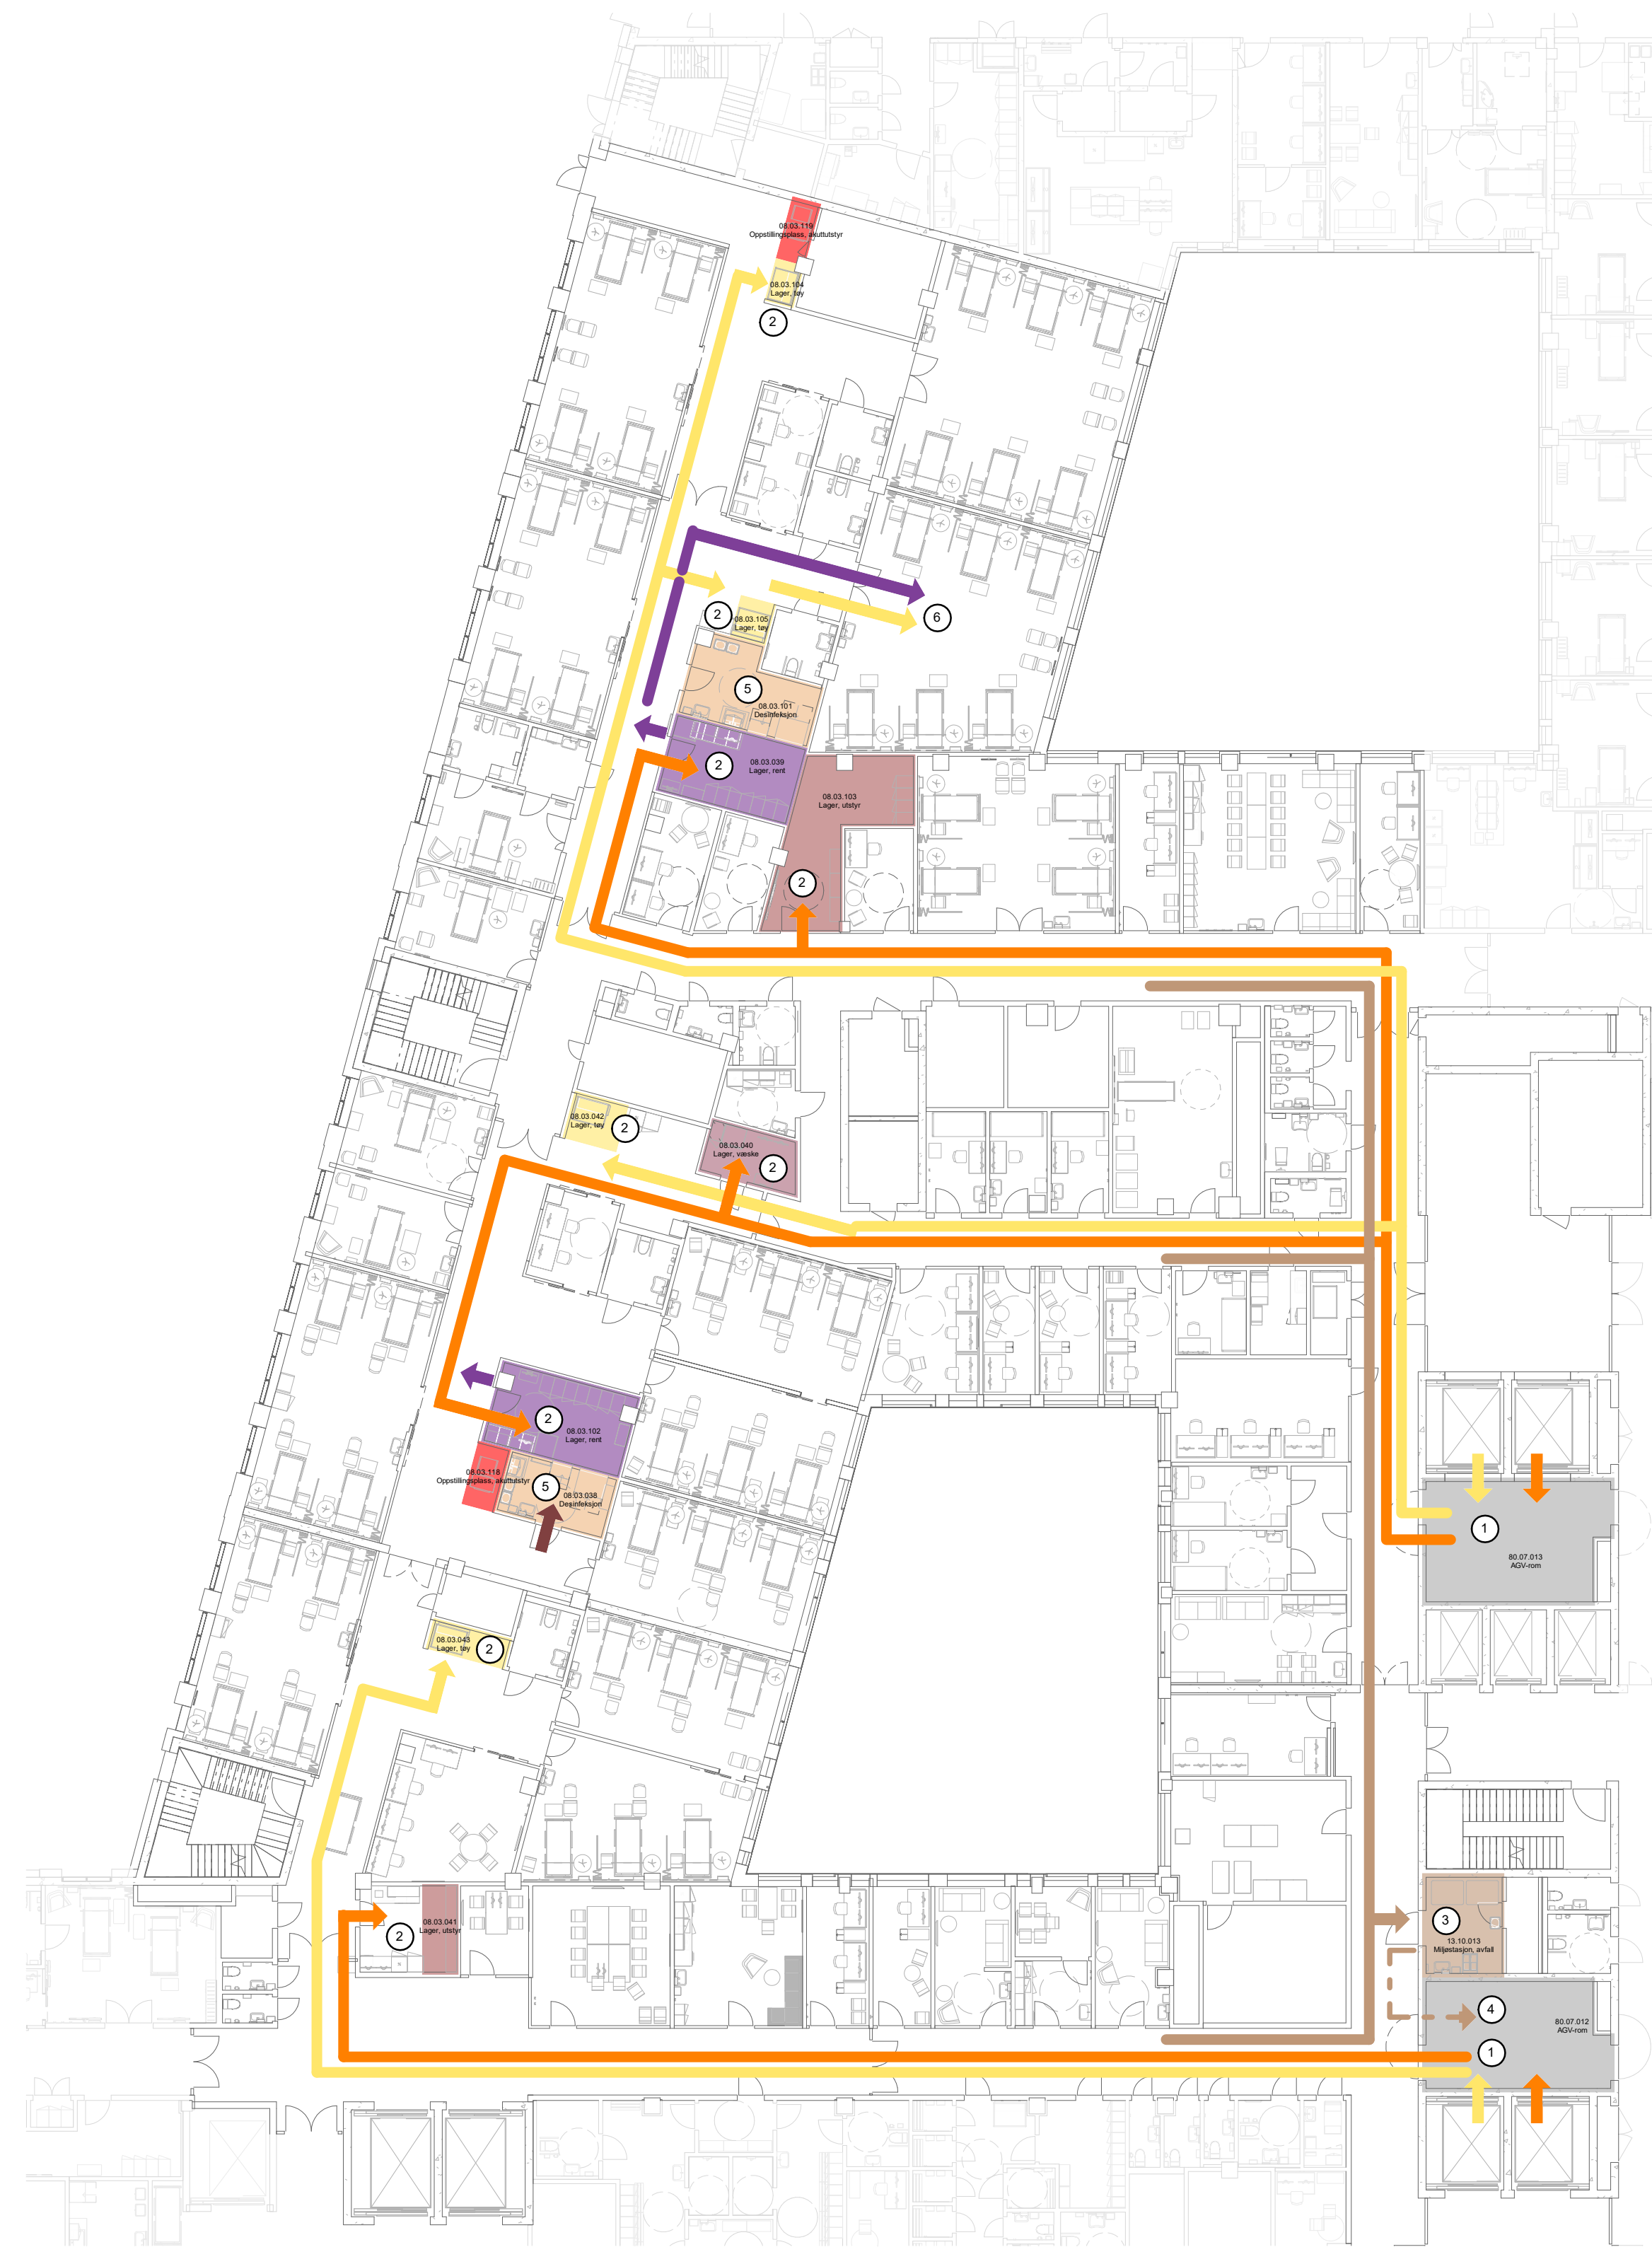 08.03.119
Oppstillingsplass, akuttutstyr
08.03.104
Lager, tøy
2
6
2
08.03.105
Lager, tøy
5
08.03.101
Desinfeksjon
2
08.03.039
Lager, rent
08.03.103
Lager, utstyr
2
08.03.042
Lager, tøy
2
08.03.040
Lager, væske
2
2
08.03.102
Lager, rent
08.03.118
Oppstillingsplass, akuttutstyr
5
08.03.038
Desinfeksjon
1
80.07.013
AGV-rom
08.03.043
Lager, tøy
2
08.03.041
Lager, utstyr
2
3
13.10.013
Miljøstasjon, avfall
4
80.07.012
AGV-rom
1